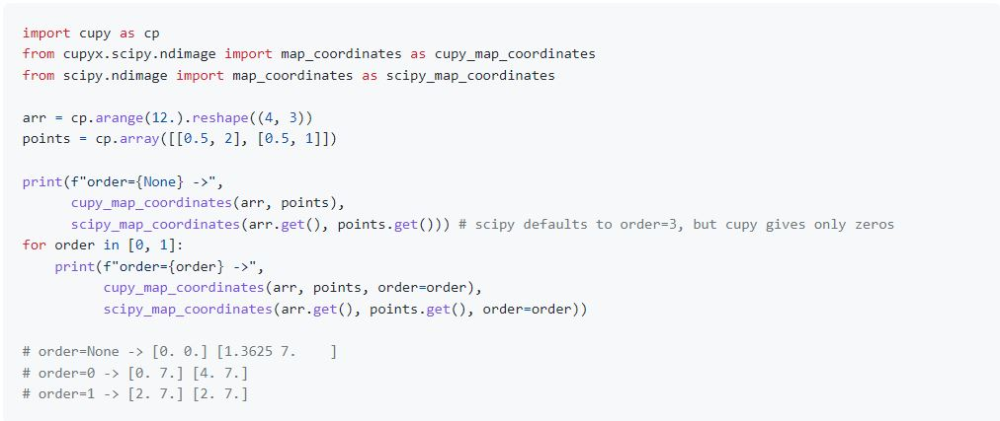 import cupy as cp
from cupyx.scipy.ndimage import map_coordinates as cupy_map_coordinates
from scipy.ndimage import map_coordinates as scipy_map_coordinates

arr = cp.arange(12.).reshape((4, 3))
points = cp.array([[0.5, 2], [0.5, 1]])

print(f"order={None} ->",
      cupy_map_coordinates(arr, points),
      scipy_map_coordinates(arr.get(), points.get())) # scipy defaults to order=3, but cupy gives only zeros
for order in [0, 1]:
    print(f"order={order} ->",
          cupy_map_coordinates(arr, points, order=order),
          scipy_map_coordinates(arr.get(), points.get(), order=order))

# order=None -> [0. 0.] [1.3625 7.    ]
# order=0 -> [0. 7.] [4. 7.]
# order=1 -> [2. 7.] [2. 7.]